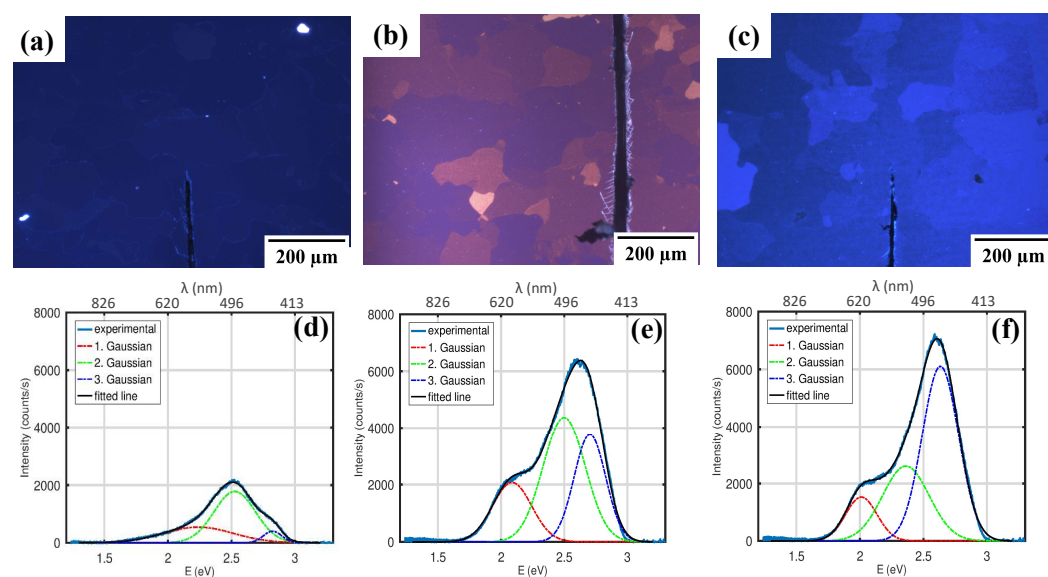 (a)
(b)
(c)
200 µm
200 µm
200 µm
λ (nm)
826 620 496 413
8000
6000
4000
2000
0
Intensity (counts/s)
experimental
1. Gaussian
2. Gaussian
3. Gaussian
fitted line
(d)
1.5 2 2.5 3
E (eV)
λ (nm)
826 620 496 413
8000
6000
4000
2000
0
Intensity (counts/s)
experimental
1. Gaussian
2. Gaussian
3. Gaussian
fitted line
(e)
1.5 2 2.5 3
E (eV)
λ (nm)
826 620 496 413
8000
6000
4000
2000
0
Intensity (counts/s)
experimental
1. Gaussian
2. Gaussian
3. Gaussian
fitted line
(f)
1.5 2 2.5 3
E (eV)